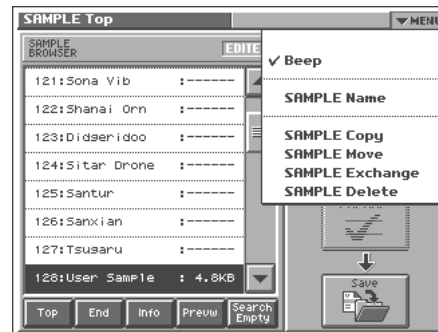 SAMPLE Top
▼MENU
SAMPLE
BROWSER
EDITE
121:Sona Vib :------
122:Shanai Orn :------
123:Didgeridoo :------
124:Sitar Drone :------
125:Santur :------
126:Sanxian :------
127:Tsugaru :------
128:User Sample : 4.8KB
✓ Beep
SAMPLE Name
SAMPLE Copy
SAMPLE Move
SAMPLE Exchange
SAMPLE Delete
Save
Top
End
Info
Prevw
Search
Empty